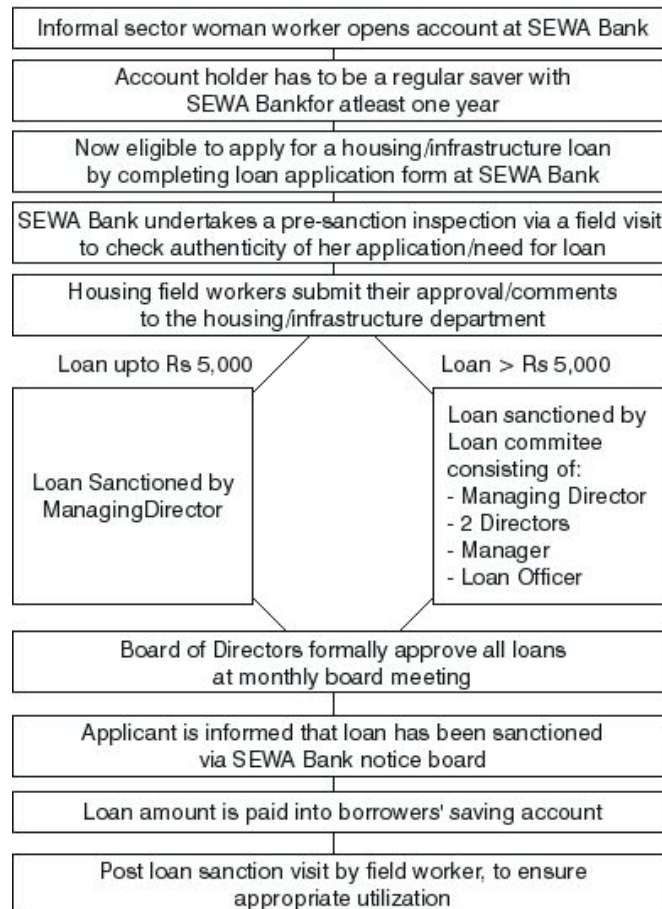 Informal sector woman worker opens account at SEWA Bank
Account holder has to be a regular saver with
SEWA Bankfor atleast one year
Now eligible to apply for a housing/infrastructure loan
by completing loan application form at SEWA Bank
SEWA Bank undertakes a pre-sanction inspection via a field visit
to check authenticity of her application/need for loan
Housing field workers submit their approval/comments
to the housing/infrastructure department
Loan upto Rs 5,000
Loan > Rs 5,000
Loan Sanctioned by
ManagingDirector
Loan sanctioned by
Loan commitee
consisting of:
- Managing Director
- 2 Directors
- Manager
- Loan Officer
Board of Directors formally approve all loans
at monthly board meeting
Applicant is informed that loan has been sanctioned
via SEWA Bank notice board
Loan amount is paid into borrowers' saving account
Post loan sanction visit by field worker, to ensure
appropriate utilization